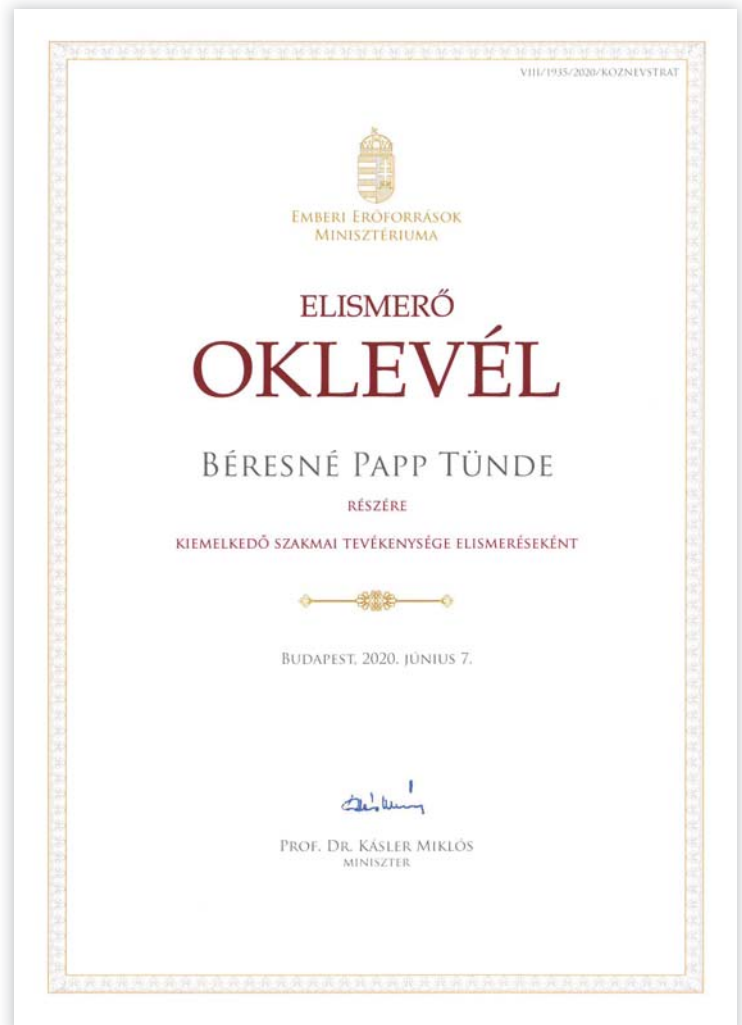 VIII/1935/2020/KOZNEVSTRAT
EMBERI ERŐFORRÁSOK
MINISZTÉRIUMA
ELISMERŐ
OKLEVÉL
BÉRESNÉ PAPP TÜNDE
RÉSZÉRE
KIEMELKEDŐ SZAKMAI TEVÉKENYSÉGE ELISMERÉSEKÉNT
BUDAPEST, 2020. JÚNIUS 7.
PROF. DR. KÁSLER MIKLÓS
MINISZTER